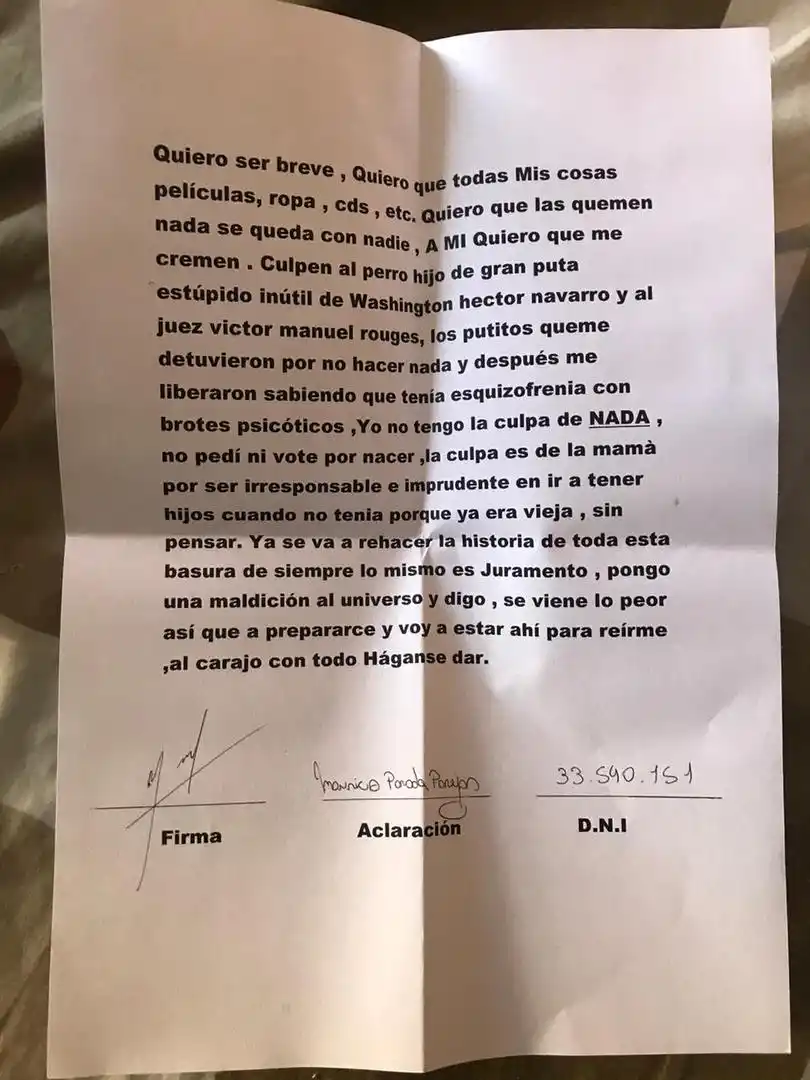 Quiero ser breve , Quiero que todas Mis cosas
películas, ropa , cds , etc. Quiero que las quemen
nada se queda con nadie , A MI Quiero que me
cremen . Culpen al perro hijo de gran puta
estúpido inútil de Washington hector navarro y al
juez victor manuel rouges, los putitos queme
detuvieron por no hacer nada y después me
liberaron sabiendo que tenía esquizofrenia con
brotes psicóticos ,Yo no tengo la culpa de NADA ,
no pedí ni vote por nacer ,la culpa es de la mamà
por ser irresponsable e imprudente en ir a tener
hijos cuando no tenia porque ya era vieja , sin
pensar. Ya se va a rehacer la historia de toda esta
basura de siempre lo mismo es Juramento , pongo
una maldición al universo y digo , se viene lo peor
así que a prepararce y voy a estar ahí para reírme
,al carajo con todo Háganse dar.
Mauricio Parada 33.590.151
Firma Aclaración D.N.I